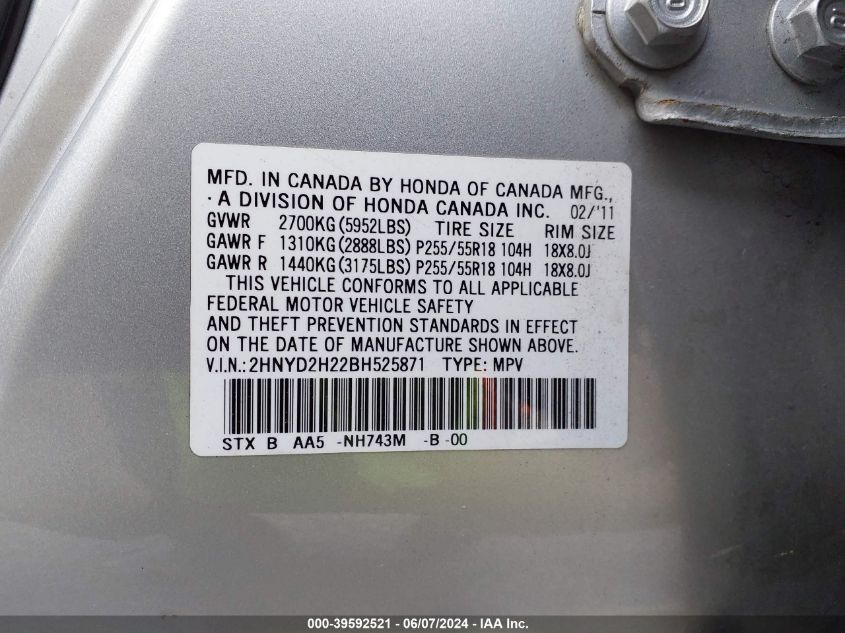 MFD. IN CANADA BY HONDA OF CANADA MFG.,
· A DIVISION OF HONDA CANADA INC. 02/'11
GVWR 2700KG(5952LBS) TIRE SIZE RIM SIZE
GAWR F 1310KG(2888LBS) P255/55R18 104H 18X8.0J
GAWR R 1440KG(3175LBS) P255/55R18 104H 18X8.0J
THIS VEHICLE CONFORMS TO ALL APPLICABLE
FEDERAL MOTOR VEHICLE SAFETY
AND THEFT PREVENTION STANDARDS IN EFFECT
ON THE DATE OF MANUFACTURE SHOWN ABOVE.
V.I.N.:2HNYD2H22BH525871 TYPE: MPV
STX B AA5 -NH743M -B -00
000-39592521 - 06/07/2024 - IAA Inc.